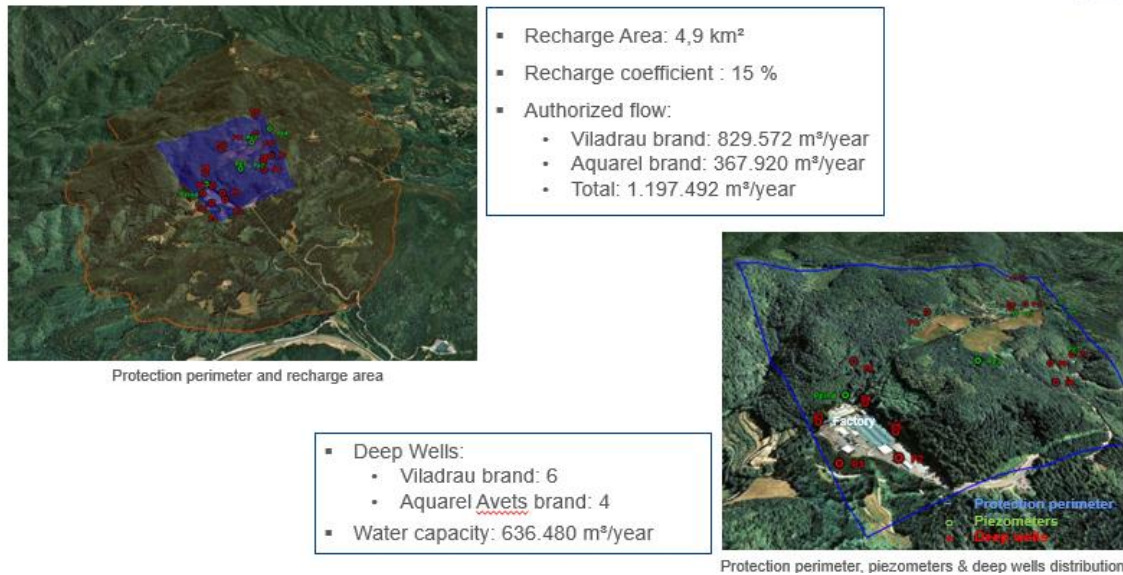 Recharge Area: 4,9 km²
Recharge coefficient : 15 %
Authorized flow:
Viladrau brand: 829.572 m³/year
Aquarel brand: 367.920 m³/year
Total: 1.197.492 m³/year
Protection perimeter and recharge area
Deep Wells:
Viladrau brand: 6
Aquarel Avets brand: 4
Water capacity: 636.480 m³/year
Factory
Protection perimeter
Piezometers
Deep wells
Protection perimeter, piezometers & deep wells distribution